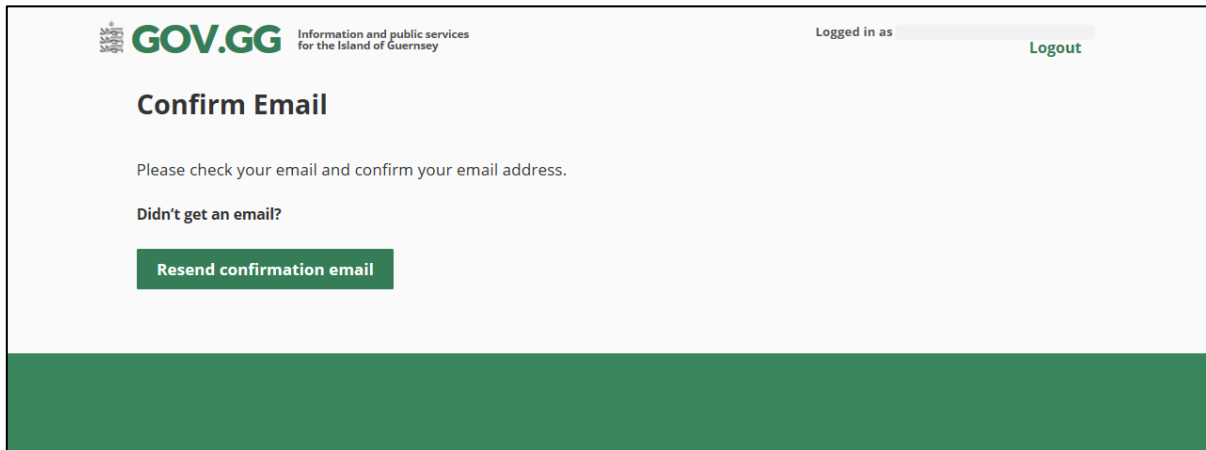 GOV.GG
Information and public services
for the Island of Guernsey
Logged in as
Logout
Confirm Email
Please check your email and confirm your email address.
Didn’t get an email?
Resend confirmation email